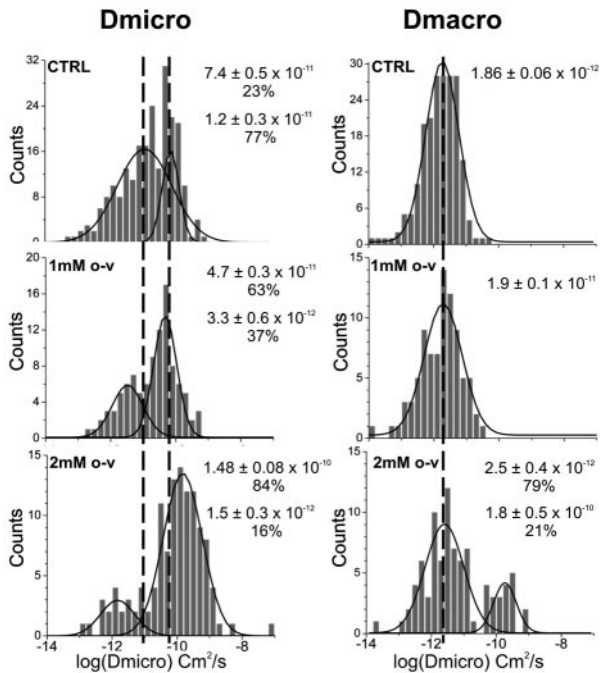 Dmicro
Dmacro
32
24
16
8
0
Counts
CTRL
7.4 ± 0.5 x 10⁻¹¹
23%
1.2 ± 0.3 x 10⁻¹¹
77%
30
25
20
15
10
5
0
Counts
CTRL
1.86 ± 0.06 x 10⁻¹²
20
16
12
8
4
0
Counts
1mM o-v
4.7 ± 0.3 x 10⁻¹¹
63%
3.3 ± 0.6 x 10⁻¹²
37%
15
10
5
0
Counts
1mM o-v
1.9 ± 0.1 x 10⁻¹¹
15
10
5
0
Counts
2mM o-v
1.48 ± 0.08 x 10⁻¹⁰
84%
1.5 ± 0.3 x 10⁻¹²
16%
-12 -10 -8
log(Dmicro) Cm²/s
15
10
5
0
Counts
2mM o-v
2.5 ± 0.4 x 10⁻¹²
79%
1.8 ± 0.5 x 10⁻¹⁰
21%
-12 -10 -8
log(Dmicro) Cm²/s